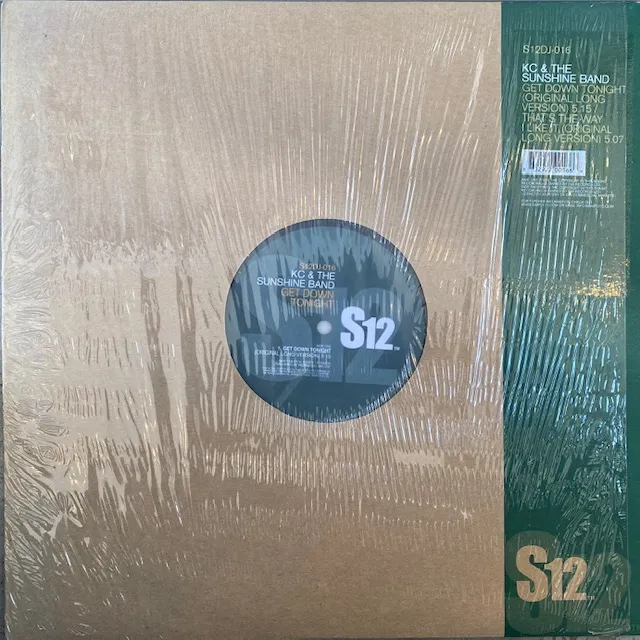 S12DJ-016
KC & THE
SUNSHINE BAND
GET DOWN TONIGHT
(ORIGINAL LONG
VERSION) 5.15 /
THAT'S THE WAY
I LIKE IT (ORIGINAL
LONG VERSION) 5.07
S12DJ-016
KC & THE
SUNSHINE BAND
GET DOWN
TONIGHT
S12
1. GET DOWN TONIGHT
(ORIGINAL LONG VERSION) 5.15
S12
S12